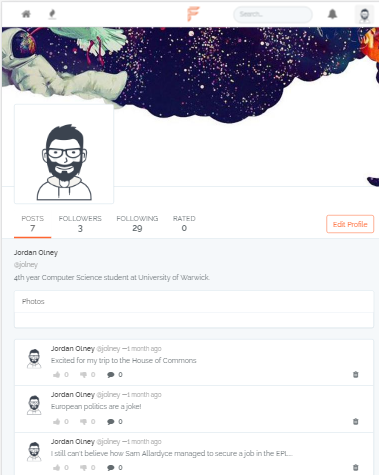 Search...
POSTS FOLLOWERS FOLLOWING RATED
7 3 29 0
Edit Profile
Jordan Olney
@jolney
4th year Computer Science student at University of Warwick.
Photos
Jordan Olney @jolney —1 month ago
Excited for my trip to the House of Commons
0 0 0
Jordan Olney @jolney —1 month ago
European politics are a joke!
0 0 0
Jordan Olney @jolney —1 month ago
I still can't believe how Sam Allardyce managed to secure a job in the EPL...
0 0 0